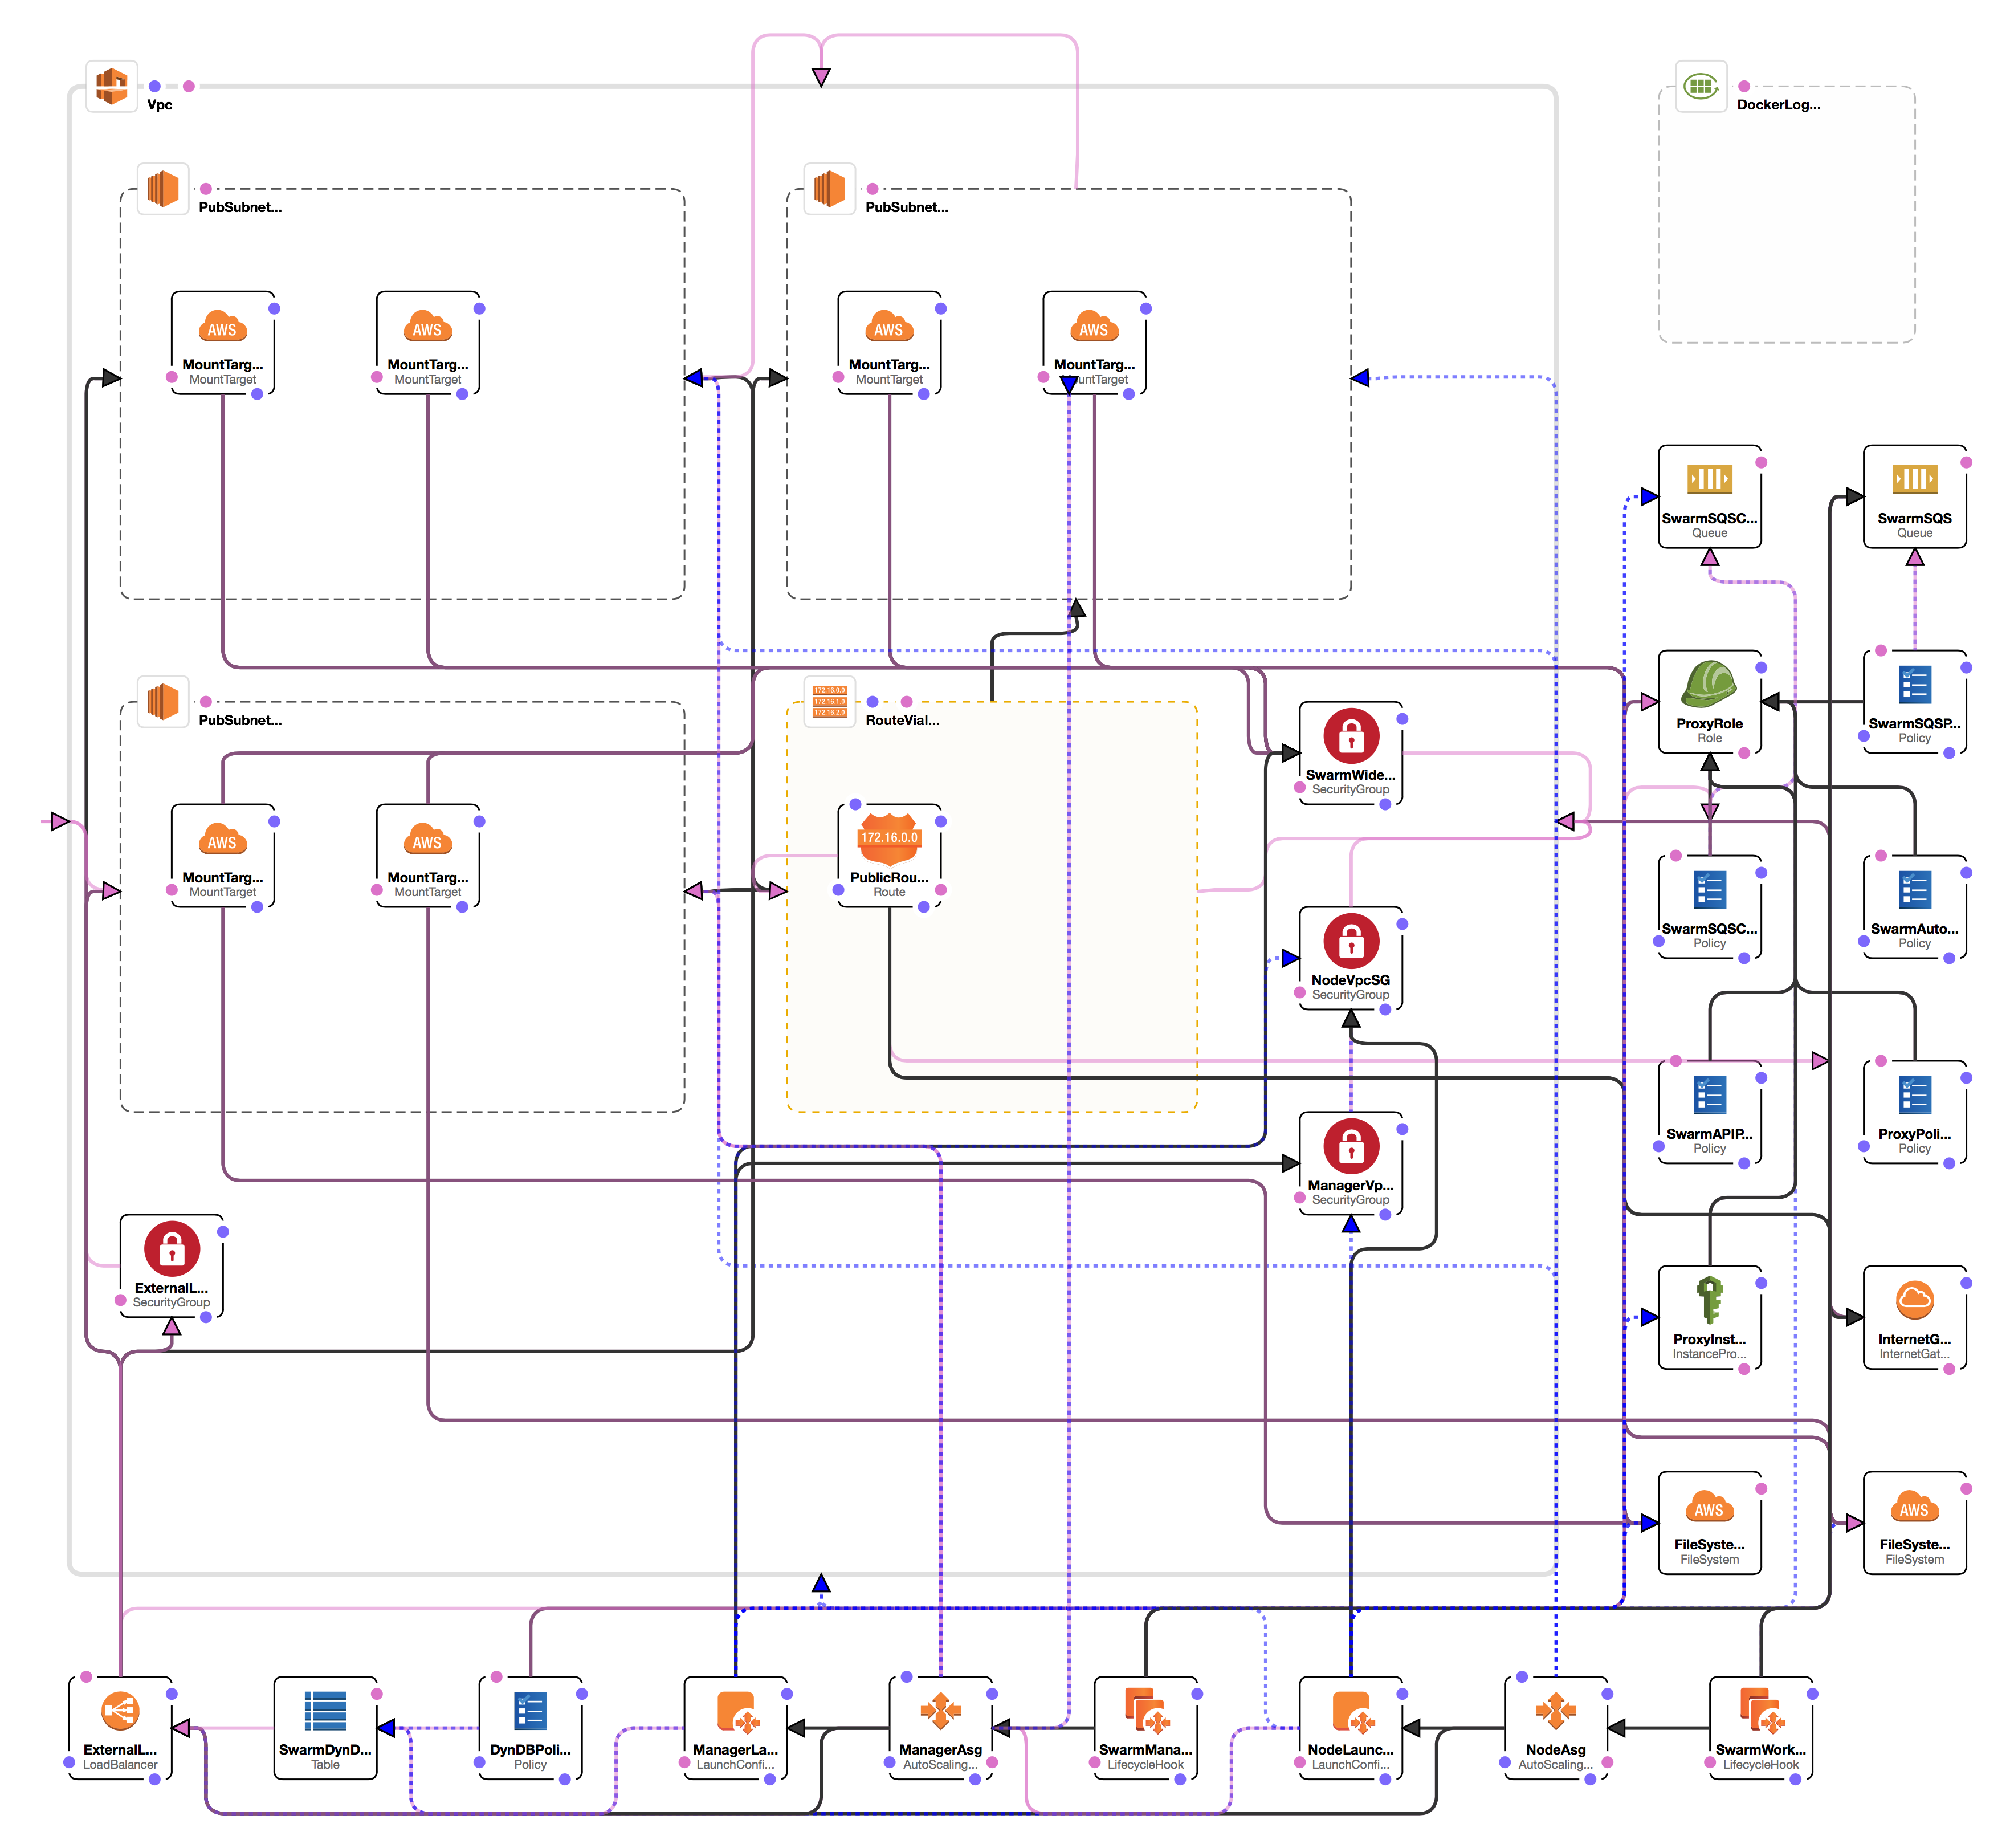 Vpc
DockerLog...
PubSubnet...
PubSubnet...
AWS
MountTarg...
MountTarget
AWS
MountTarg...
MountTarget
AWS
MountTarg...
MountTarget
AWS
MountTarg...
SwarmSQSC...
Queue
SwarmSQS
Queue
PubSubnet...
172.16.0.0
172.16.1.0
172.16.2.0
RouteVial...
SwarmWide...
SecurityGroup
ProxyRole
Role
SwarmSQSP...
Policy
AWS
MountTarg...
MountTarget
AWS
MountTarg...
MountTarget
172.16.0.0
PublicRou...
Route
NodeVpcSG
SecurityGroup
SwarmSQSC...
Policy
SwarmAuto...
Policy
ManagerVp...
SecurityGroup
SwarmAPIP...
Policy
ProxyPoli...
Policy
ExternalL...
SecurityGroup
ProxyInst...
InstancePro...
InternetG...
InternetGat...
AWS
FileSyste...
FileSystem
AWS
FileSyste...
FileSystem
ExternalL...
LoadBalancer
SwarmDynD...
Table
DynDBPoli...
Policy
ManagerLa...
LaunchConfi...
ManagerAsg
AutoScaling...
SwarmMana...
LifecycleHook
NodeLaunc...
LaunchConfi...
NodeAsg
AutoScaling...
SwarmWork...
LifecycleHook